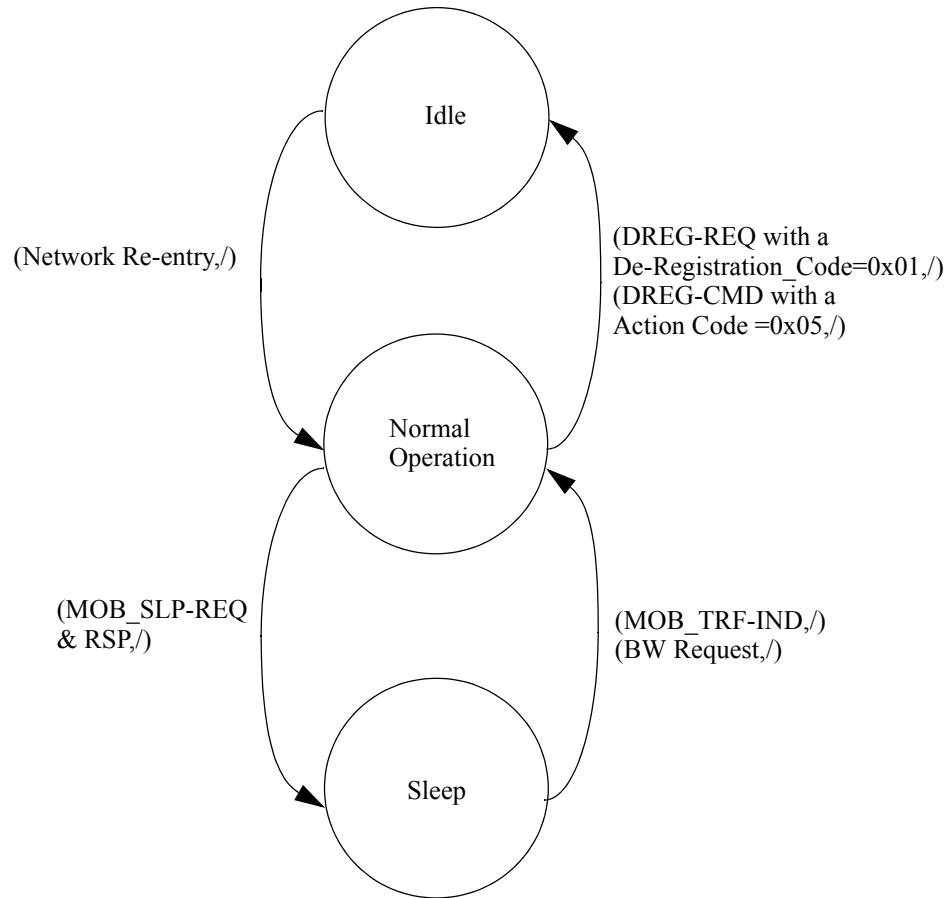 Idle
(Network Re-entry,/)
(DREG-REQ with a
De-Registration_Code=0x01,/)
(DREG-CMD with a
Action Code =0x05,/)
Normal
Operation
(MOB_SLP-REQ
& RSP,/)
(MOB_TRF-IND,/)
(BW Request,/)
Sleep